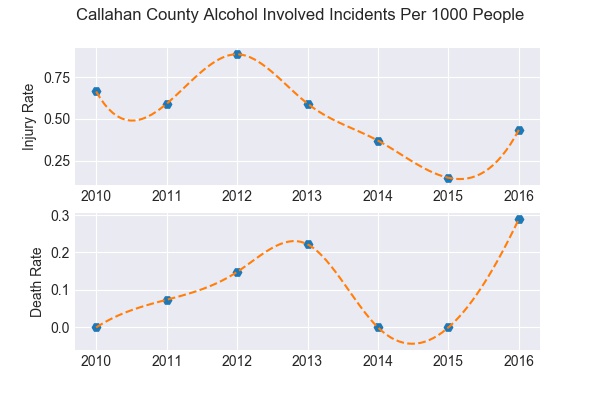 Callahan County Alcohol Involved Incidents Per 1000 People
0.75
0.50
0.25
Injury Rate
2010 2011 2012 2013 2014 2015 2016
0.3
0.2
0.1
0.0
Death Rate
2010 2011 2012 2013 2014 2015 2016